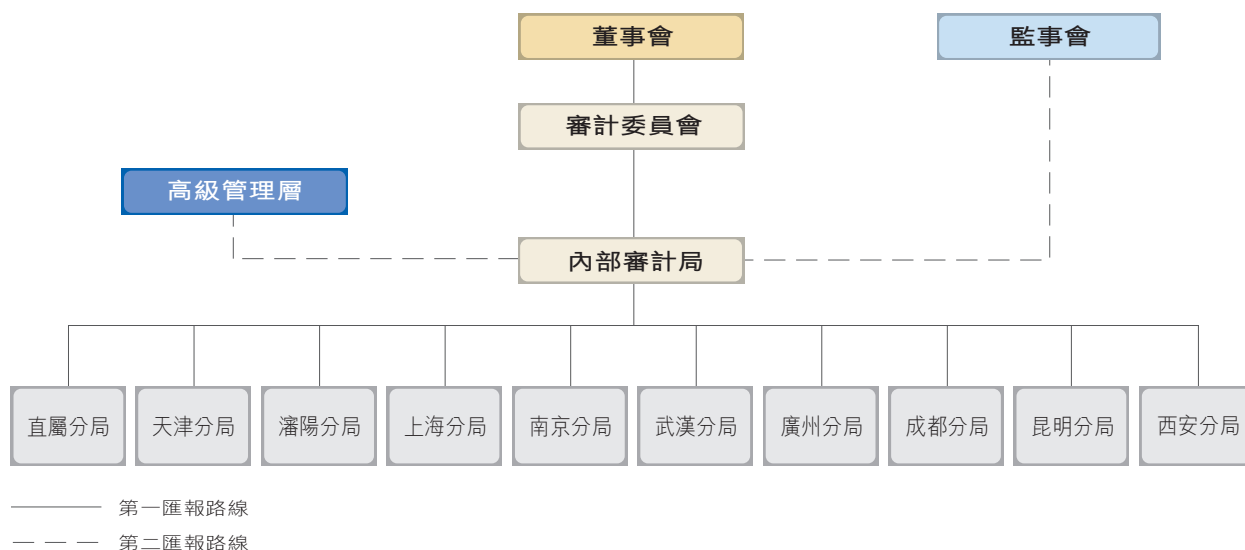 董事會
監事會
審計委員會
高級管理層
內部審計局
直屬分局
天津分局
瀋陽分局
上海分局
南京分局
武漢分局
廣州分局
成都分局
昆明分局
西安分局
第一匯報路線
第二匯報路線